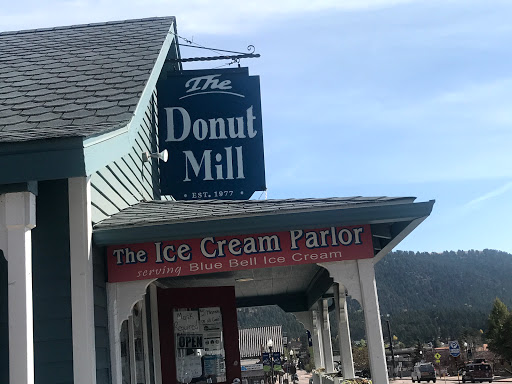 The
Donut
Mill
• EST. 1977 •
The Ice Cream Parlor
serving Blue Bell Ice Cream
OPEN